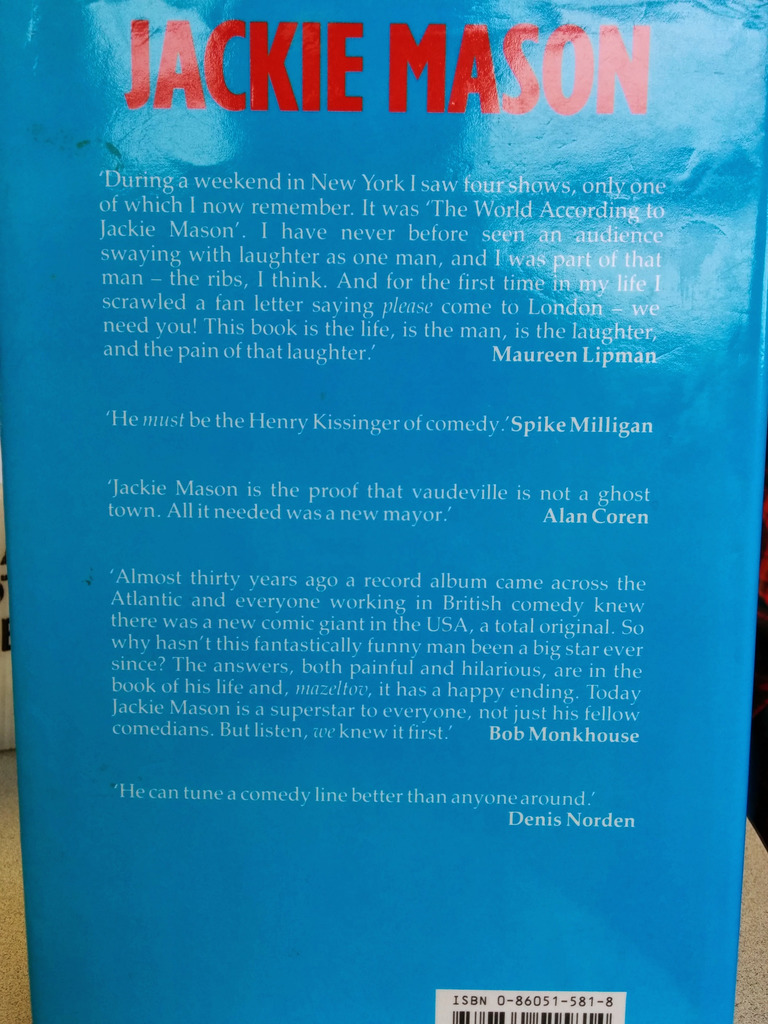 JACKIE MASON
‘During a weekend in New York I saw four shows, only one
of which I now remember. It was ‘The World According to
Jackie Mason’. I have never before seen an audience
swaying with laughter as one man, and I was part of that
man – the ribs, I think. And for the first time in my life I
scrawled a fan letter saying please come to London – we
need you! This book is the life, is the man, is the laughter,
and the pain of that laughter.’ Maureen Lipman
‘He must be the Henry Kissinger of comedy.’ Spike Milligan
‘Jackie Mason is the proof that vaudeville is not a ghost
town. All it needed was a new mayor.’ Alan Coren
‘Almost thirty years ago a record album came across the
Atlantic and everyone working in British comedy knew
there was a new comic giant in the USA, a total original. So
why hasn’t this fantastically funny man been a big star ever
since? The answers, both painful and hilarious, are in the
book of his life and, mazeltov, it has a happy ending. Today
Jackie Mason is a superstar to everyone, not just his fellow
comedians. But listen, we knew it first.’ Bob Monkhouse
‘He can tune a comedy line better than anyone around.’
Denis Norden
ISBN 0-86051-581-8